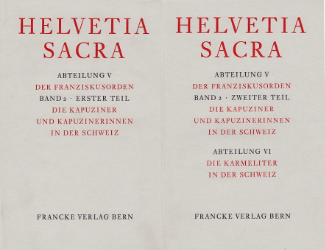 HELVETIA
SACRA
ABTEILUNG V
DER FRANZISKUSORDEN
BAND 2 · ERSTER TEIL
DIE KAPUZINER
UND KAPUZINERINNEN
IN DER SCHWEIZ
FRANCKE VERLAG BERN
HELVETIA
SACRA
ABTEILUNG V
DER FRANZISKUSORDEN
BAND 2 · ZWEITER TEIL
DIE KAPUZINER
UND KAPUZINERINNEN
IN DER SCHWEIZ
ABTEILUNG VI
DIE KARMELITER
IN DER SCHWEIZ
FRANCKE VERLAG BERN